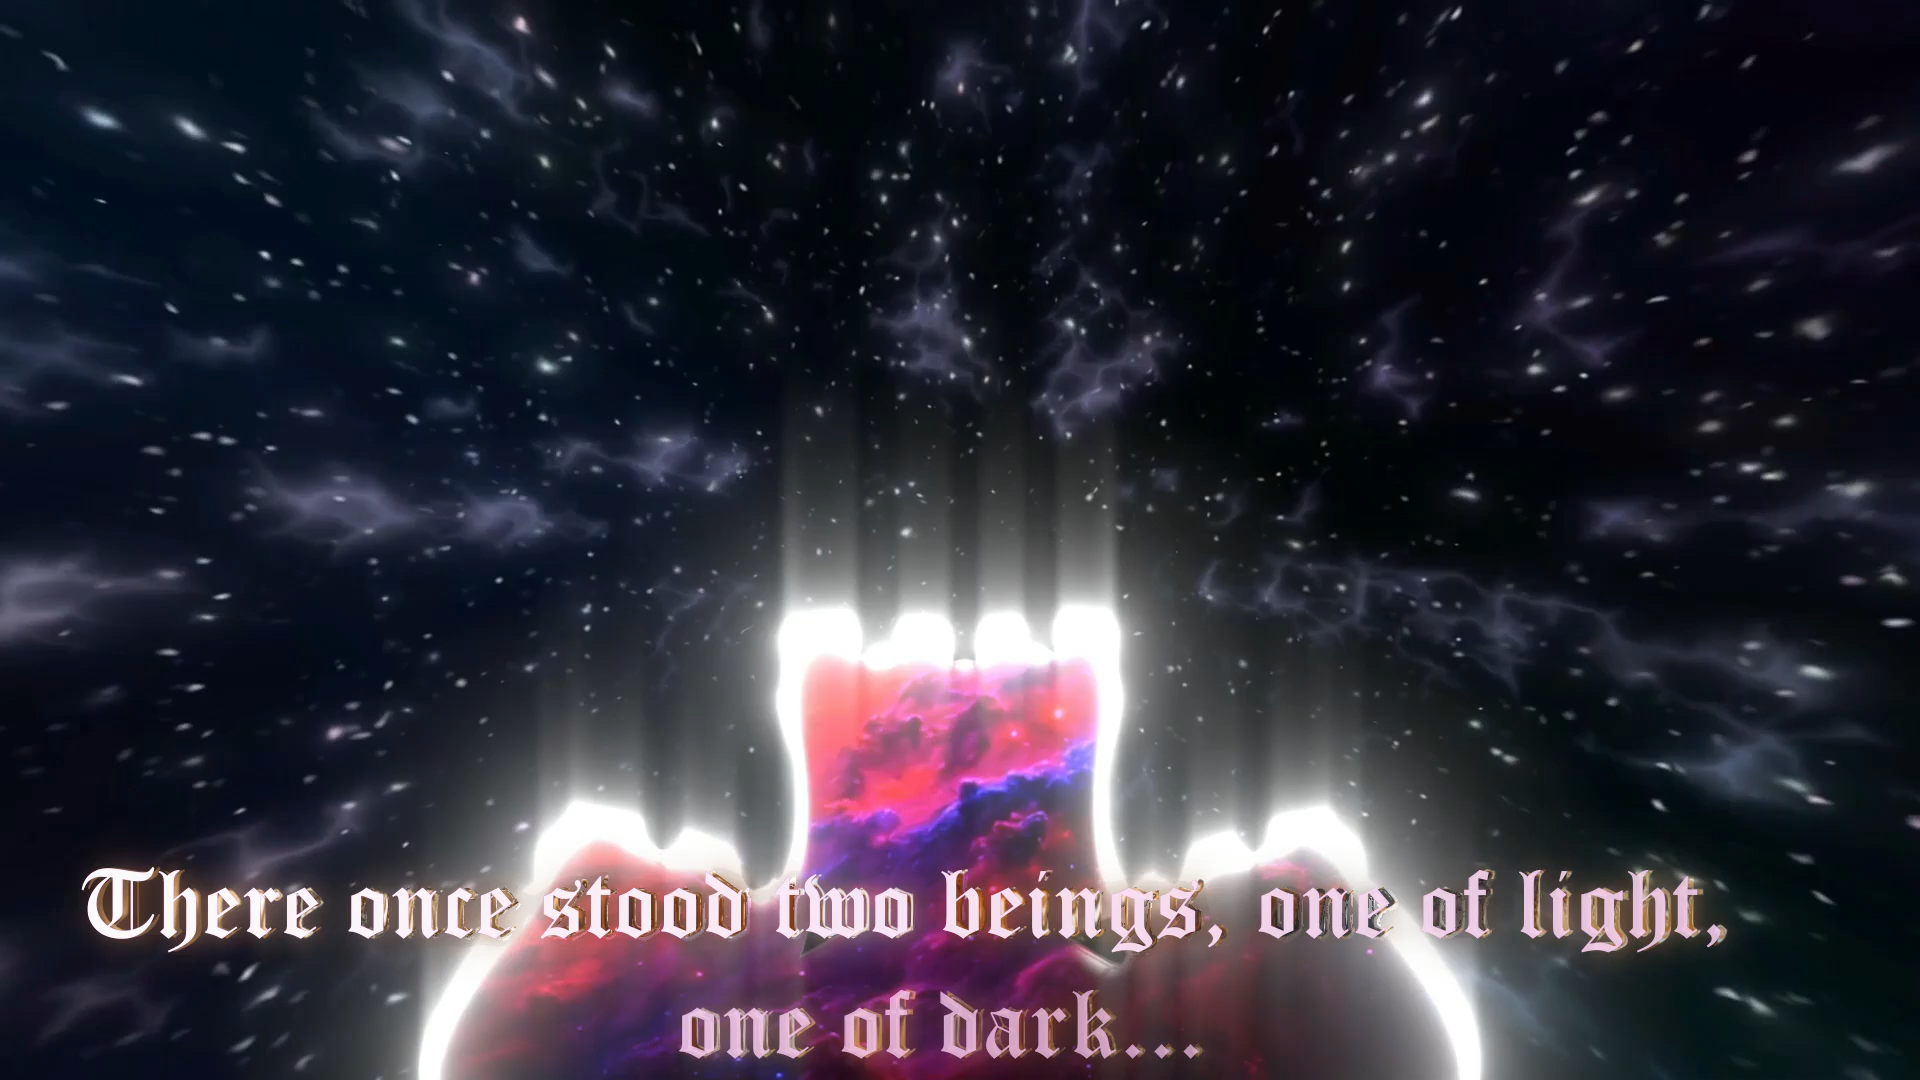 There once stood two beings, one of light,
one of dark...